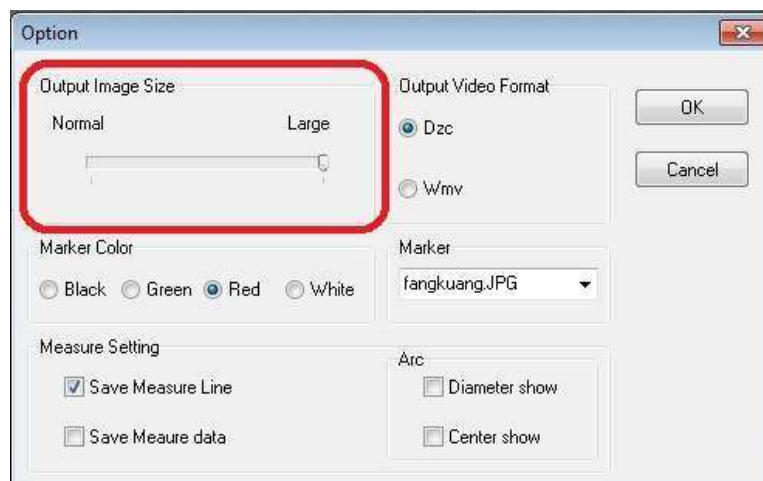 Option
Output Image Size
Normal Large
Output Video Format
Dzc
Wmv
OK
Cancel
Marker Color
Black Green Red White
Marker
fangkuang.JPG
Measure Setting
Save Measure Line
Save Meaure data
Arc
Diameter show
Center show